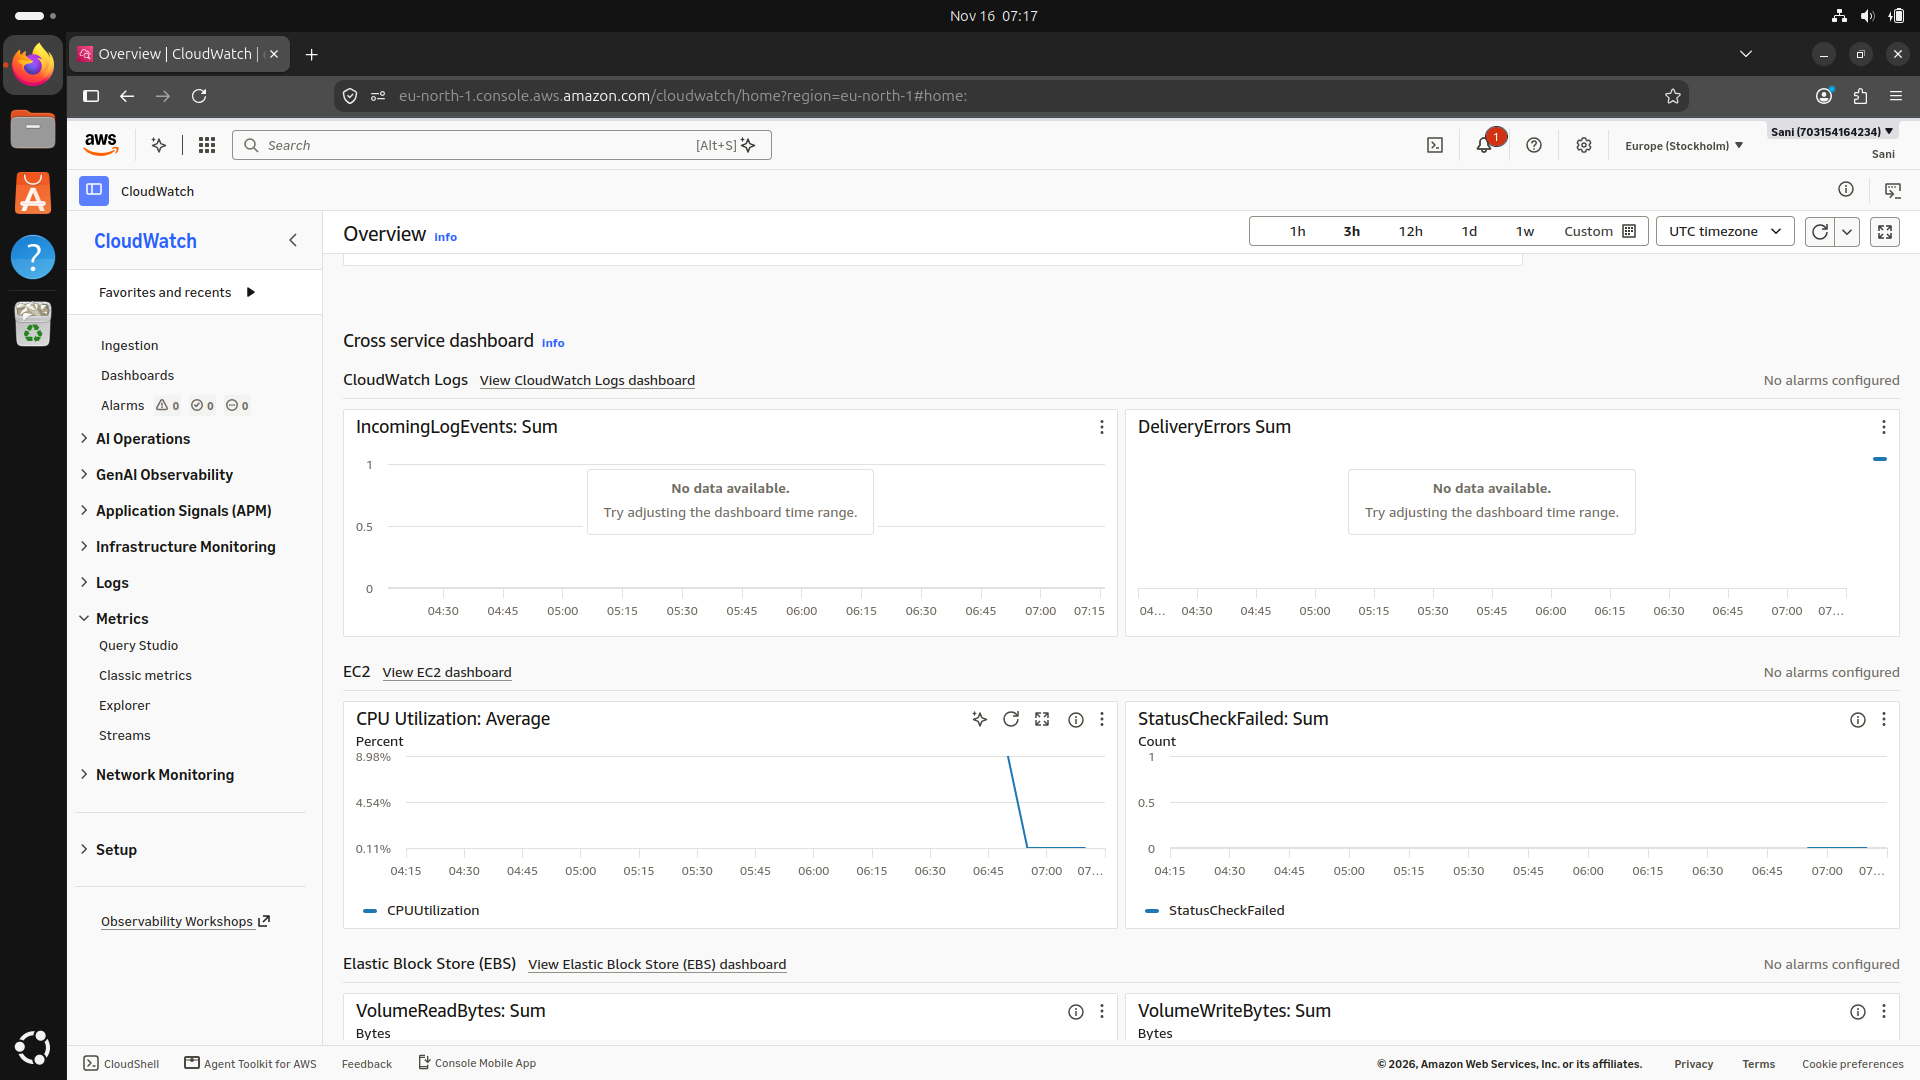 Nov 16 07:17
Overview | CloudWatch |
eu-north-1.console.aws.amazon.com/cloudwatch/home?region=eu-north-1#home:
aws
Search
[Alt+S]
1
Europe (Stockholm)
Sani (703154164234)
Sani
CloudWatch
CloudWatch
Overview info
1h 3h 12h 1d 1w Custom
UTC timezone
Favorites and recents
Ingestion
Dashboards
Alarms 0 0 0
AI Operations
GenAI Observability
Application Signals (APM)
Infrastructure Monitoring
Logs
Metrics
Query Studio
Classic metrics
Explorer
Streams
Network Monitoring
Setup
Observability Workshops
Cross service dashboard info
CloudWatch Logs View CloudWatch Logs dashboard
No alarms configured
IncomingLogEvents: Sum
1
0.5
0
No data available.
Try adjusting the dashboard time range.
04:30 04:45 05:00 05:15 05:30 05:45 06:00 06:15 06:30 06:45 07:00 07:15
DeliveryErrors Sum
No data available.
Try adjusting the dashboard time range.
04... 04:30 04:45 05:00 05:15 05:30 05:45 06:00 06:15 06:30 06:45 07:00 07...
EC2 View EC2 dashboard
No alarms configured
CPU Utilization: Average
Percent
8.98%
4.54%
0.11%
04:15 04:30 04:45 05:00 05:15 05:30 05:45 06:00 06:15 06:30 06:45 07:00 07...
CPUUtilization
StatusCheckFailed: Sum
Count
1
0.5
0
04:15 04:30 04:45 05:00 05:15 05:30 05:45 06:00 06:15 06:30 06:45 07:00 07...
StatusCheckFailed
Elastic Block Store (EBS) View Elastic Block Store (EBS) dashboard
No alarms configured
VolumeReadBytes: Sum
Bytes
VolumeWriteBytes: Sum
Bytes
CloudShell
Agent Toolkit for AWS
Feedback
Console Mobile App
© 2026, Amazon Web Services, Inc. or its affiliates.
Privacy
Terms
Cookie preferences